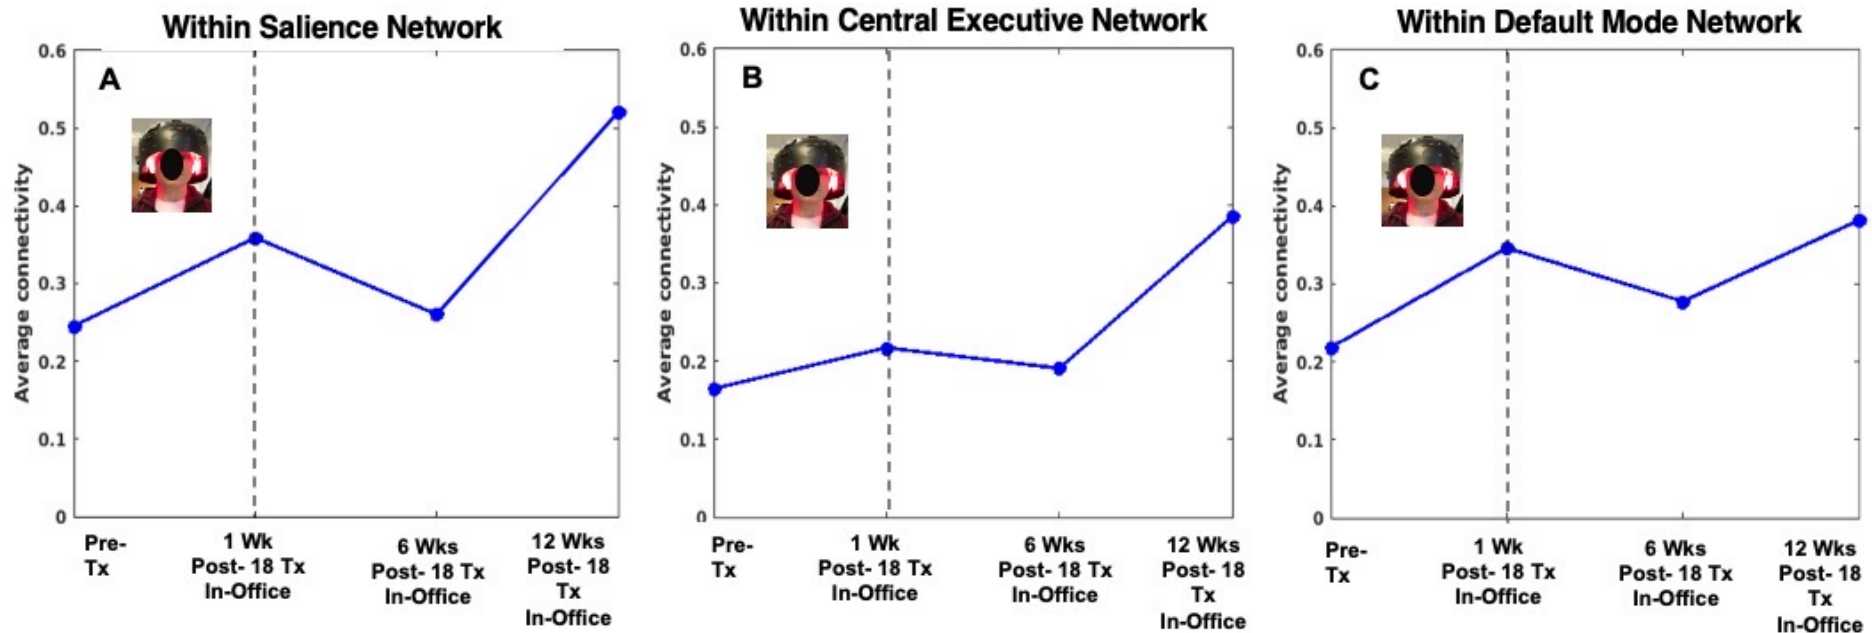 Within Salience Network
A
Average connectivity
0.6
0.5
0.4
0.3
0.2
0.1
0
Pre-
Tx
1 Wk
Post- 18 Tx
In-Office
6 Wks
Post- 18 Tx
In-Office
12 Wks
Post- 18
Tx
In-Office
Within Central Executive Network
B
Average connectivity
0.6
0.5
0.4
0.3
0.2
0.1
0
Pre-
Tx
1 Wk
Post- 18 Tx
In-Office
6 Wks
Post- 18 Tx
In-Office
12 Wks
Post- 18
Tx
In-Office
Within Default Mode Network
C
Average connectivity
0.6
0.5
0.4
0.3
0.2
0.1
0
Pre-
Tx
1 Wk
Post- 18 Tx
In-Office
6 Wks
Post- 18 Tx
In-Office
12 Wks
Post- 18
Tx
In-Office